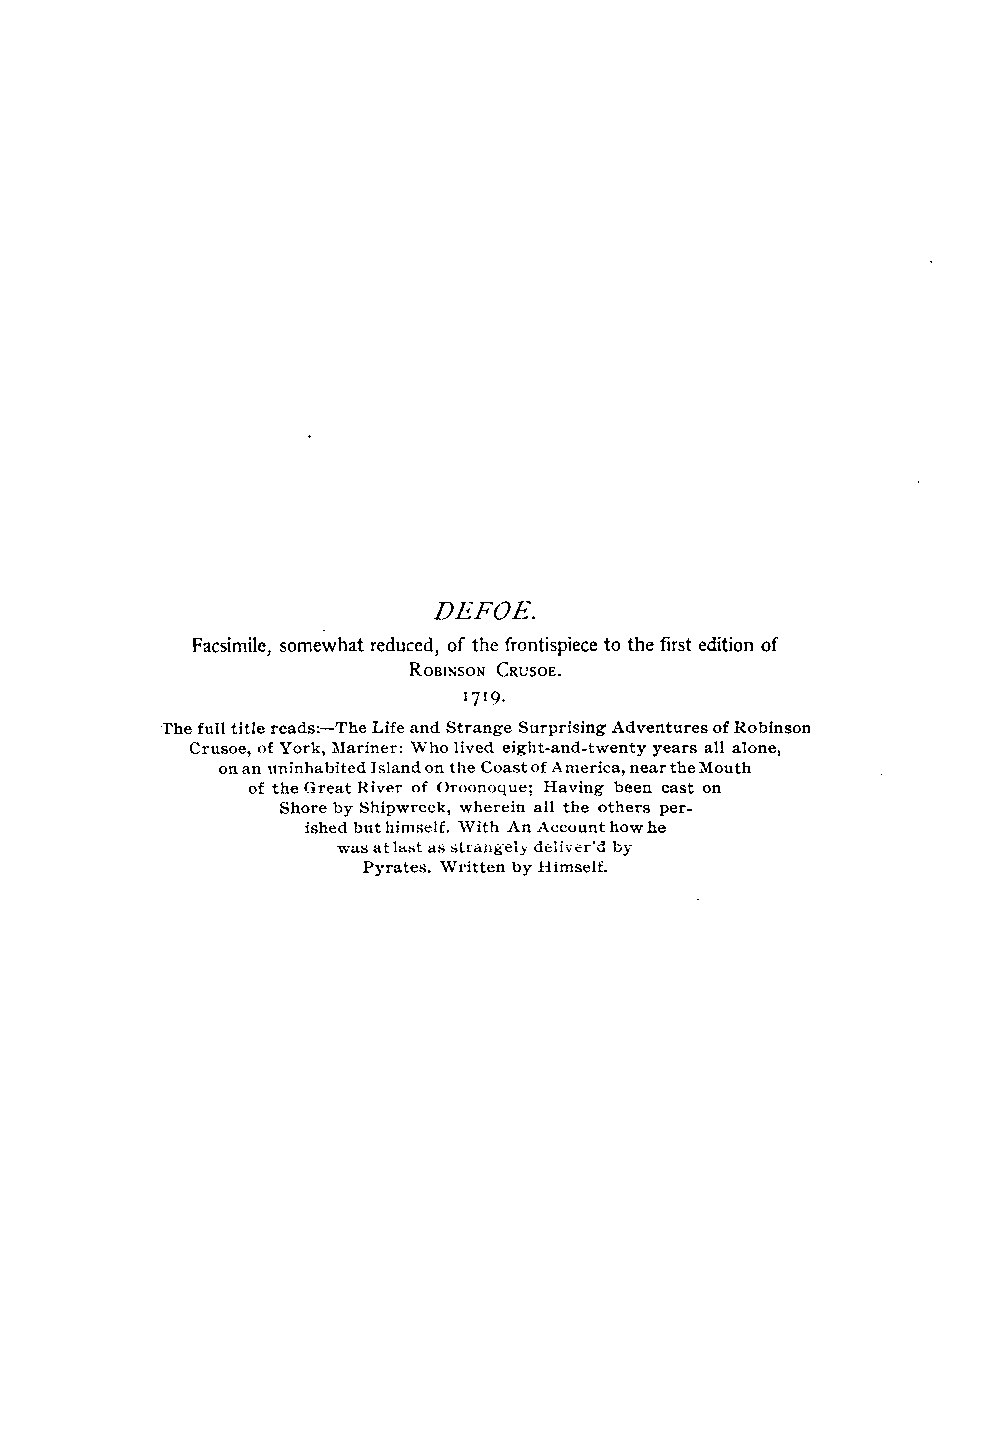 DEFOE.
Facsimile, somewhat reduced, of the frontispiece to the first edition of
ROBINSON CRUSOE.
1719.
The full title reads:—The Life and Strange Surprising Adventures of Robinson
Crusoe, of York, Mariner: Who lived eight-and-twenty years all alone,
on an uninhabited Island on the Coast of America, near the Mouth
of the Great River of Oroonoque; Having been cast on
Shore by Shipwreck, wherein all the others per-
ished but himself. With An Account how he
was at last as strangely deliver'd by
Pyrates. Written by Himself.